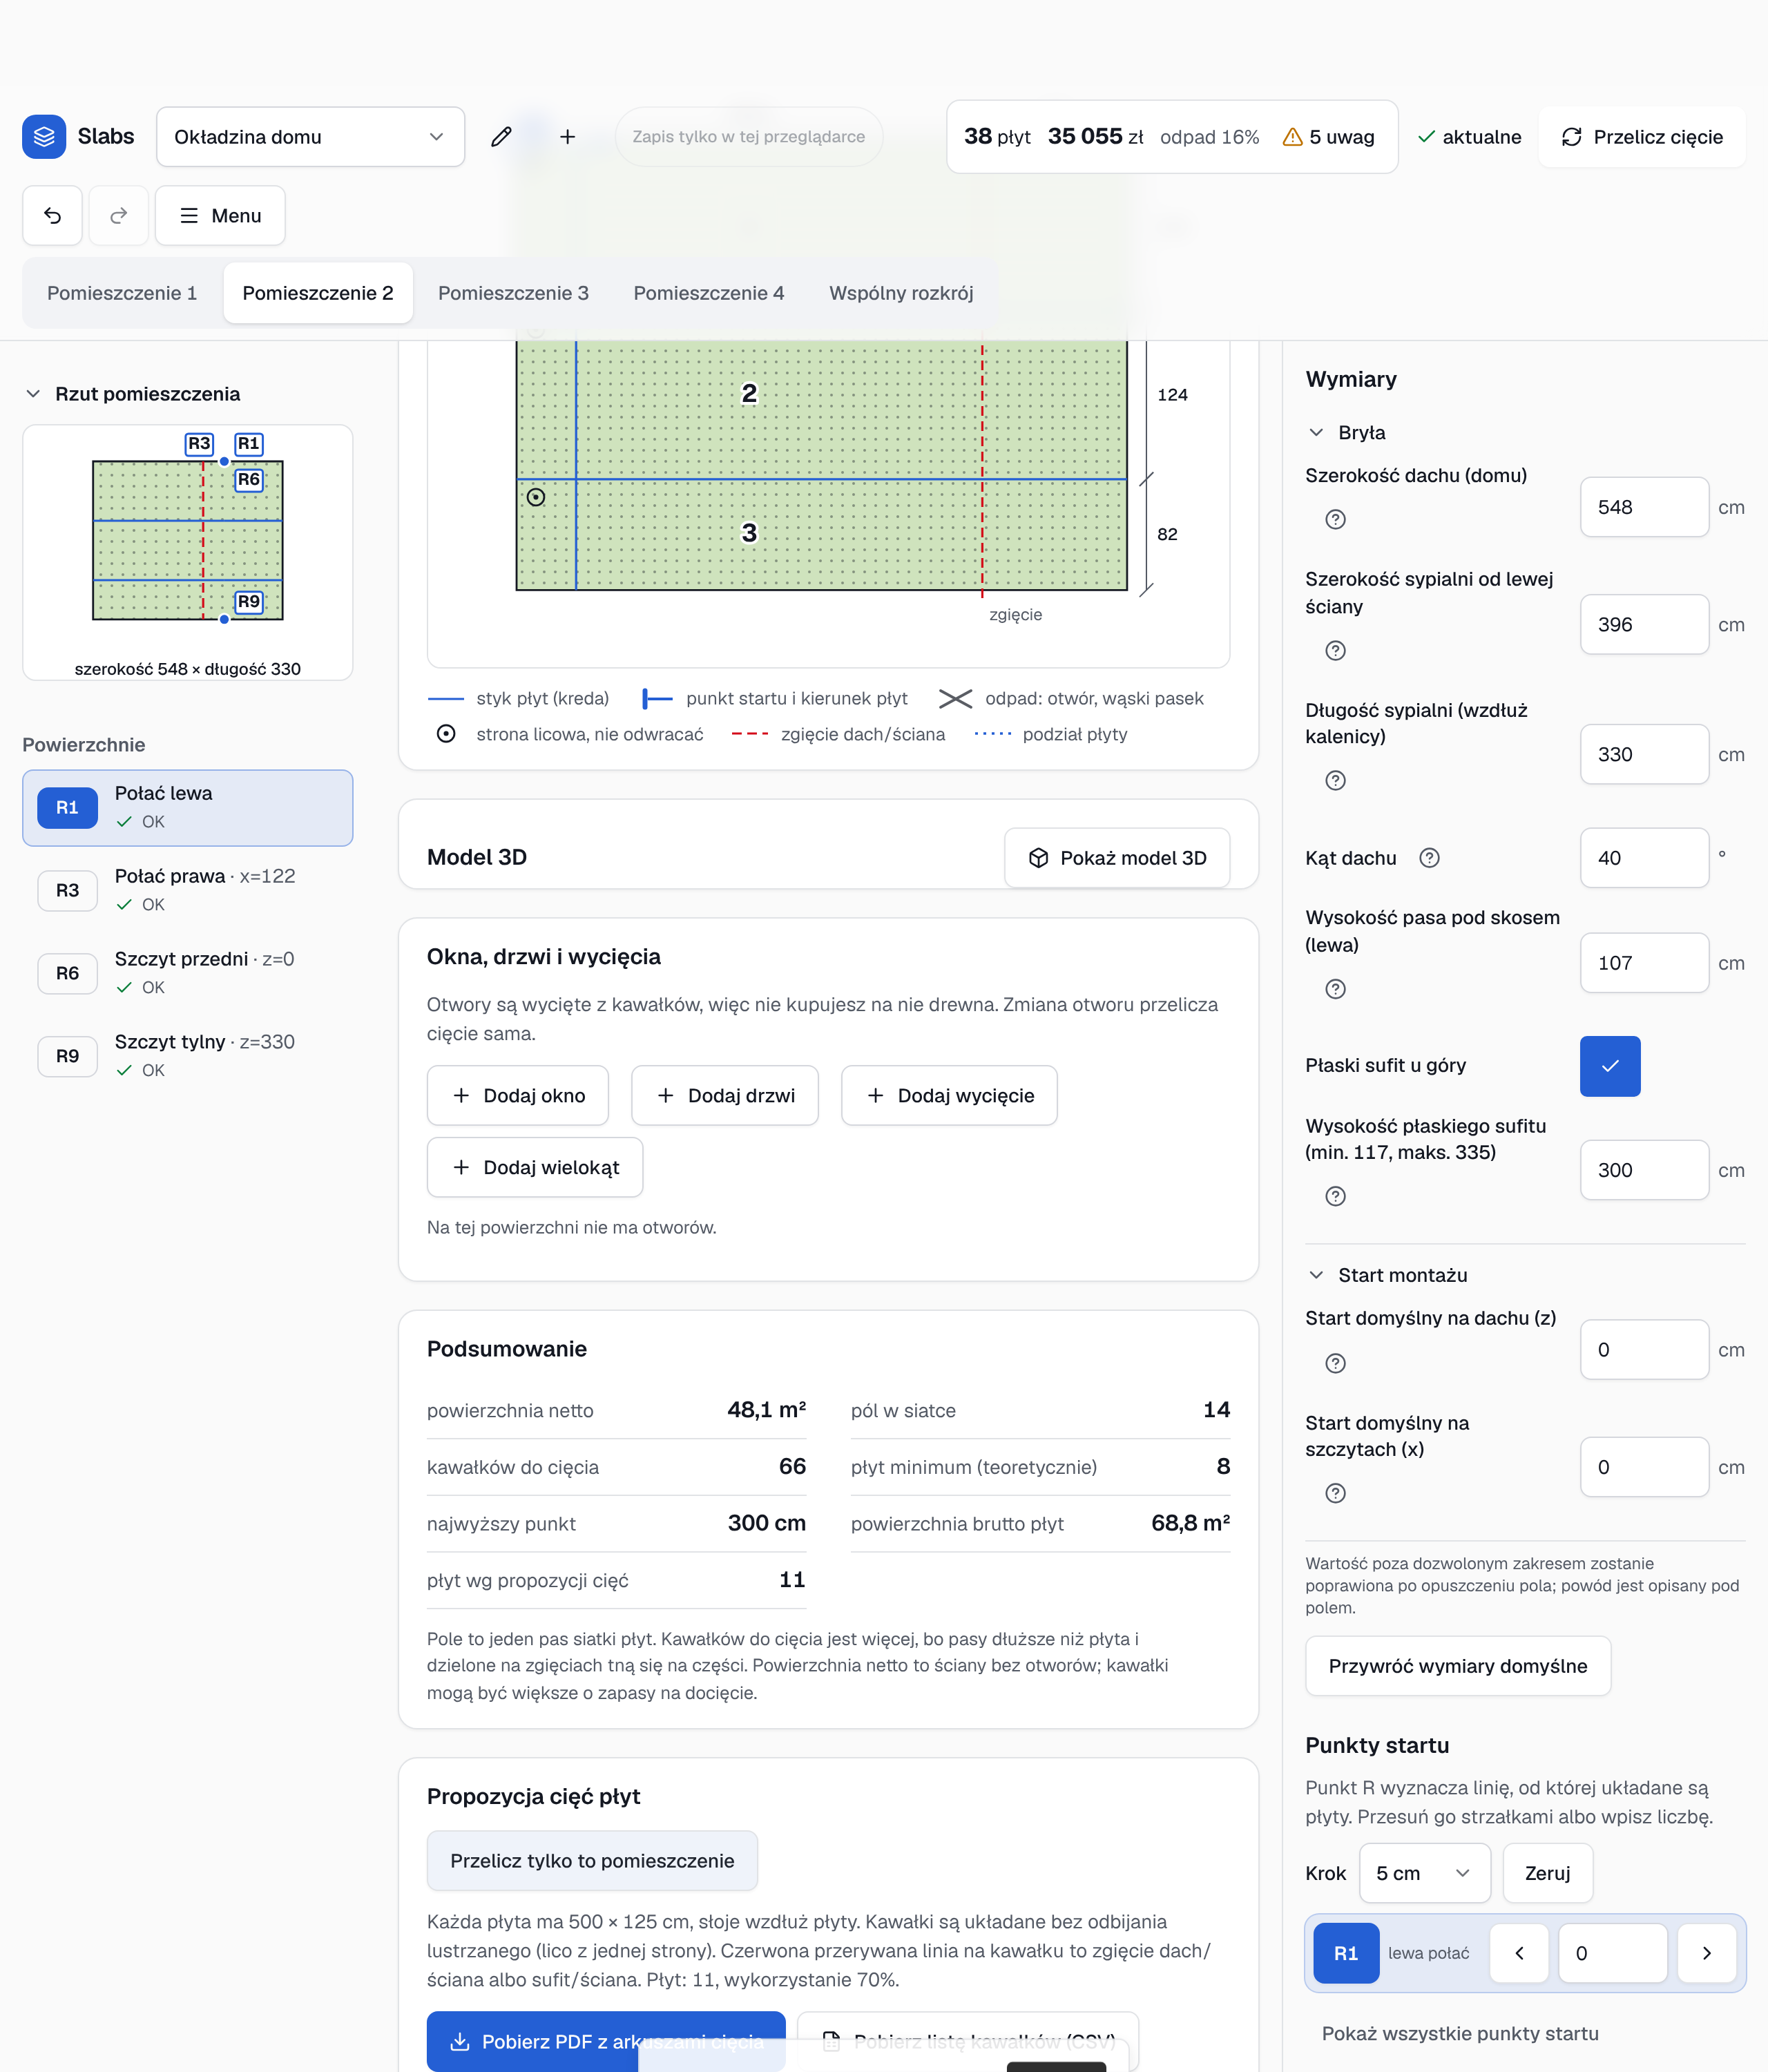 Slabs
Okładzina domu
Zapis tylko w tej przeglądarce
38 płyt 35 055 zł odpad 16% 5 uwag
aktualne
Przelicz cięcie
Menu
Pomieszczenie 1
Pomieszczenie 2
Pomieszczenie 3
Pomieszczenie 4
Wspólny rozkrój
Rzut pomieszczenia
R3 R1
R6
R9
szerokość 548 × długość 330
Powierzchnie
R1
Połać lewa
OK
R3
Połać prawa · x=122
OK
R6
Szczyt przedni · z=0
OK
R9
Szczyt tylny · z=330
OK
2
124
3
82
zgięcie
styk płyt (kreda)
punkt startu i kierunek płyt
odpad: otwór, wąski pasek
strona licowa, nie odwracać
zgięcie dach/ściana
podział płyty
Model 3D
Pokaż model 3D
Okna, drzwi i wycięcia
Otwory są wycięte z kawałków, więc nie kupujesz na nie drewna. Zmiana otworu przelicza
cięcie sama.
Dodaj okno
Dodaj drzwi
Dodaj wycięcie
Dodaj wielokąt
Na tej powierzchni nie ma otworów.
Podsumowanie
powierzchnia netto 48,1 m²
pól w siatce 14
kawałków do cięcia 66
płyt minimum (teoretycznie) 8
najwyższy punkt 300 cm
powierzchnia brutto płyt 68,8 m²
płyt wg propozycji cięć 11
Pole to jeden pas siatki płyt. Kawałków do cięcia jest więcej, bo pasy dłuższe niż płyta i
dzielone na zgięciach tną się na części. Powierzchnia netto to ściany bez otworów; kawałki
mogą być większe o zapasy na docięcie.
Propozycja cięć płyt
Przelicz tylko to pomieszczenie
Każda płyta ma 500 × 125 cm, słoje wzdłuż płyty. Kawałki są układane bez odbijania
lustrzanego (lico z jednej strony). Czerwona przerywana linia na kawałku to zgięcie dach/
ściana albo sufit/ściana. Płyt: 11, wykorzystanie 70%.
Pobierz PDF z arkuszami cięcia
Pobierz listę kawałków (CSV)
Wymiary
Bryła
Szerokość dachu (domu)
548 cm
Szerokość sypialni od lewej
ściany
396 cm
Długość sypialni (wzdłuż
kalenicy)
330 cm
Kąt dachu
40 °
Wysokość pasa pod skosem
(lewa)
107 cm
Płaski sufit u góry
Wysokość płaskiego sufitu
(min. 117, maks. 335)
300 cm
Start montażu
Start domyślny na dachu (z)
0 cm
Start domyślny na
szczytach (x)
0 cm
Wartość poza dozwolonym zakresem zostanie
poprawiona po opuszczeniu pola; powód jest opisany pod
polem.
Przywróć wymiary domyślne
Punkty startu
Punkt R wyznacza linię, od której układane są
płyty. Przesuń go strzałkami albo wpisz liczbę.
Krok
5 cm
Zeruj
R1
lewa połać
0
Pokaż wszystkie punkty startu